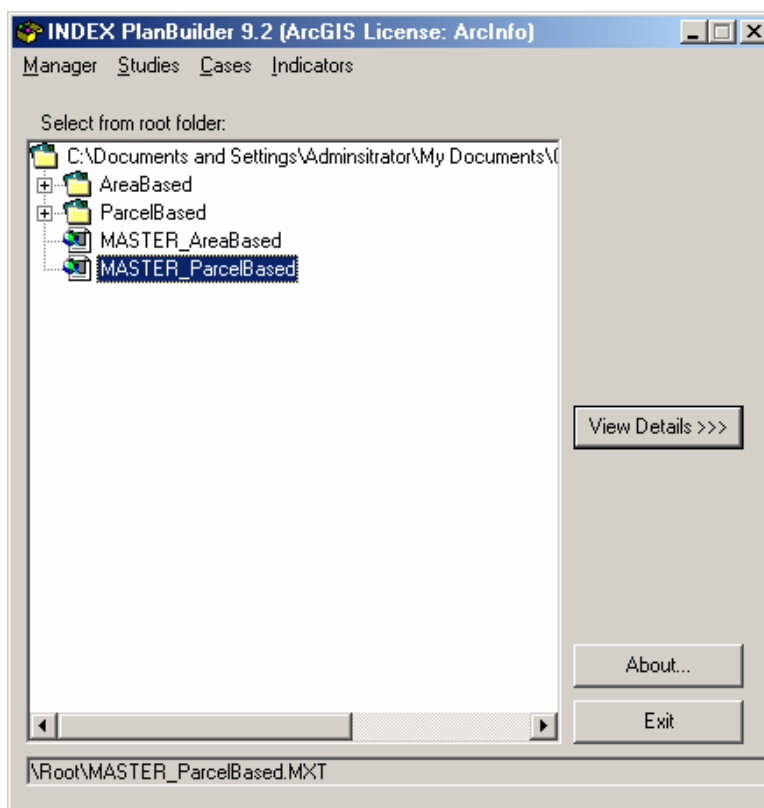 INDEX PlanBuilder 9.2 (ArcGIS License: ArcInfo)
Manager Studies Cases Indicators
Select from root folder:
C:\Documents and Settings\Adminsitrator\My Documents\
AreaBased
ParcelBased
MASTER_AreaBased
MASTER_ParcelBased
View Details >>>
About...
Exit
\Root\MASTER_ParcelBased.MXT